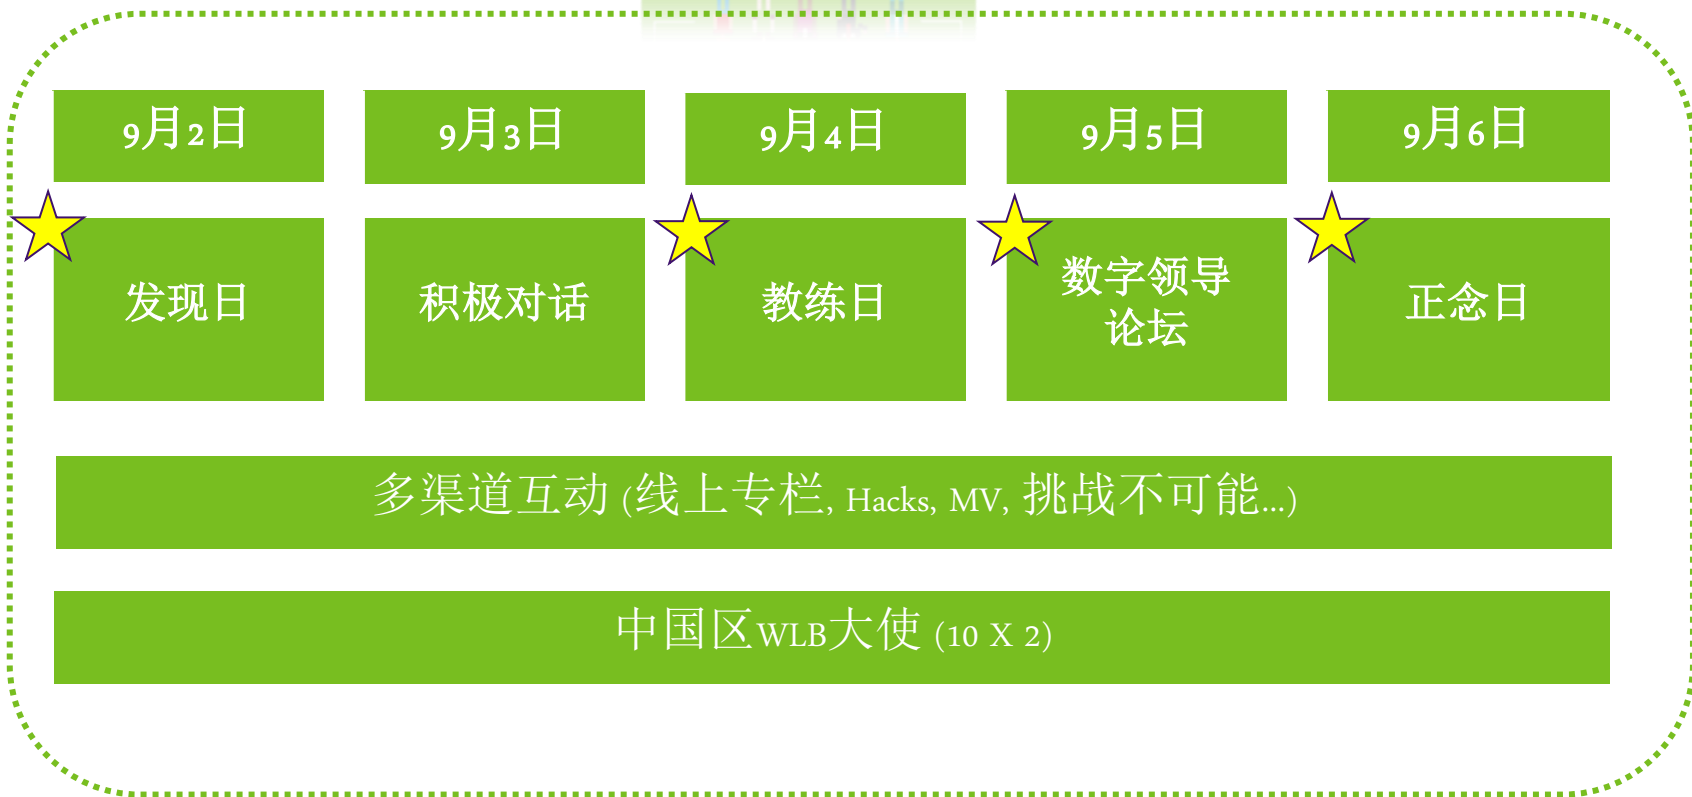 9月2日
9月3日
9月4日
9月5日
9月6日
发现日
积极对话
教练日
数字领导
论坛
正念日
多渠道互动 (线上专栏, Hacks, MV, 挑战不可能...)
中国区WLB大使 (10 X 2)